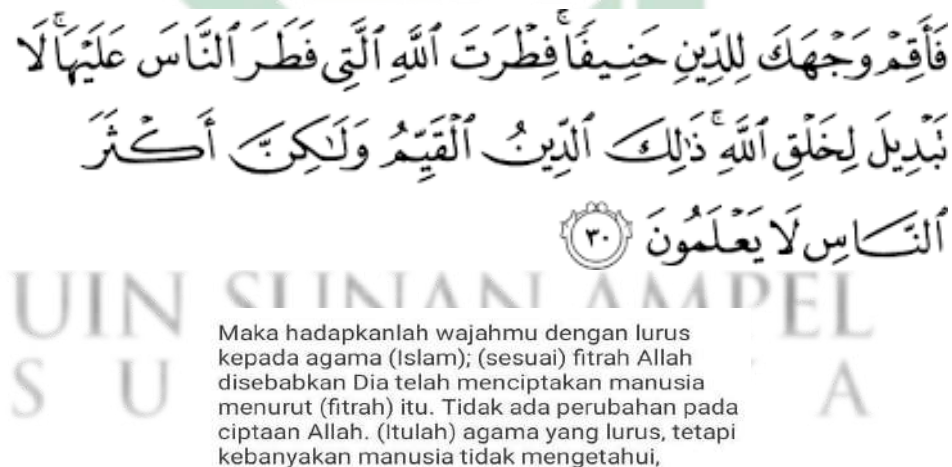 فَأَقِمْ وَجْهَكَ لِلدِّينِ حَنِيفًا ۚ فِطْرَتَ ٱللَّهِ ٱلَّتِى فَطَرَ ٱلنَّاسَ عَلَيْهَا ۚ لَا
تَبْدِيلَ لِخَلْقِ ٱللَّهِ ۚ ذَٰلِكَ ٱلدِّينُ ٱلْقَيِّمُ وَلَـٰكِنَّ أَكْثَرَ
ٱلنَّاسِ لَا يَعْلَمُونَ ٣٠
UIN SUNAN AMPEL
Maka hadapkanlah wajahmu dengan lurus
kepada agama (Islam); (sesuai) fitrah Allah
disebabkan Dia telah menciptakan manusia
menurut (fitrah) itu. Tidak ada perubahan pada
ciptaan Allah. (Itulah) agama yang lurus, tetapi
kebanyakan manusia tidak mengetahui,
S U A